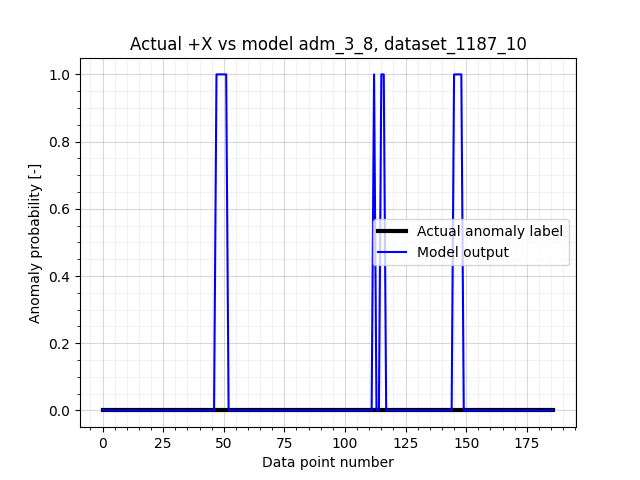 Actual +X vs model adm_3_8, dataset_1187_10
Anomaly probability [-]
1.0
0.8
0.6
0.4
0.2
0.0
Actual anomaly label
Model output
0 25 50 75 100 125 150 175
Data point number